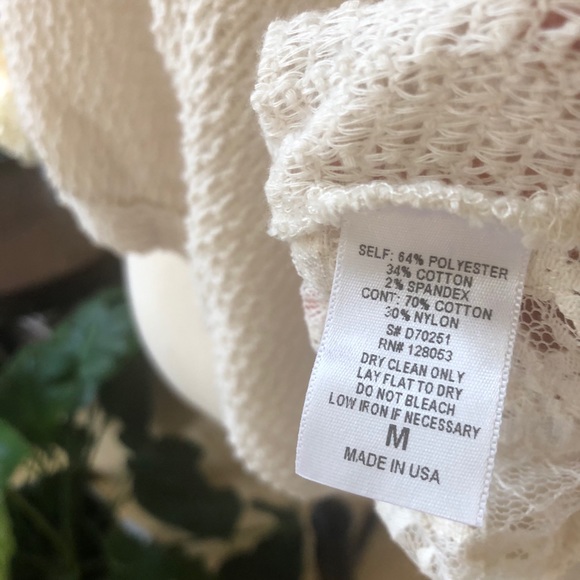 SELF: 64% POLYESTER
34% COTTON
2% SPANDEX
CONT: 70% COTTON
30% NYLON
S# D70251
RN# 128053
DRY CLEAN ONLY
LAY FLAT TO DRY
DO NOT BLEACH
LOW IRON IF NECESSARY
M
MADE IN USA